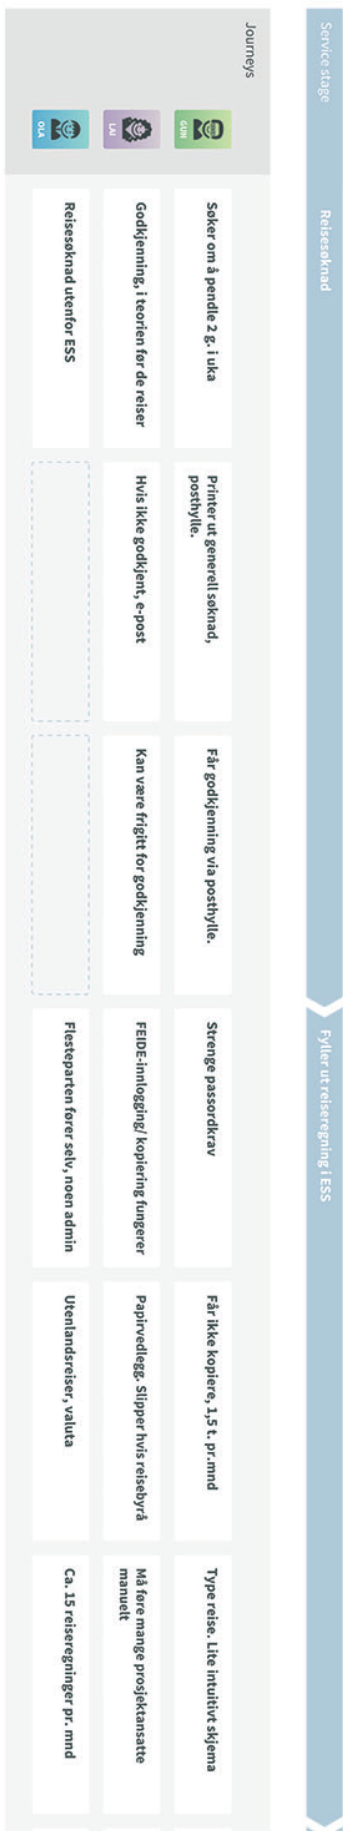 Service stage
Reisesøknad
Fyller ut reiseregning i ESS
Journeys
GUH
Søker om å pendle 2 g. i uka
Printer ut generell søknad,
posthylle.
Får godkjenning via posthylle.
Strenge passordkrav
Får ikke kopiere, 1,5 t. pr.mnd
Type reise. Lite intuitivt skjema
LAI
Godkjenning, i teorien før de reiser
Hvis ikke godkjent, e-post
Kan være frigitt for godkjenning
FEIDE-innlogging/ kopiering fungerer
Papirvedlegg. Slipper hvis reisebyrå
Må føre mange prosjektansatte
manuelt
OLA
Reisesøknad utenfor ESS
Flesteparten fører selv, noen admin
Utenlandsreiser, valuta
Ca. 15 reiseregninger pr. mnd